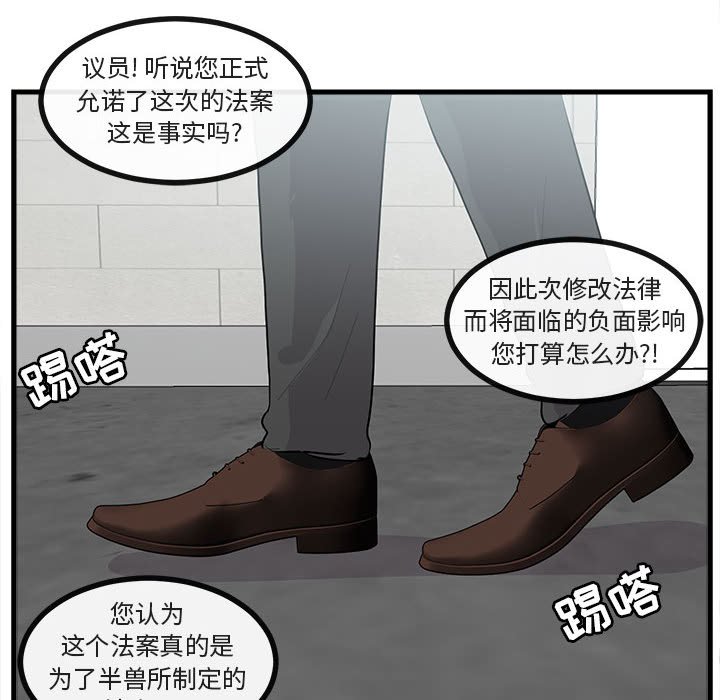 议员! 听说您正式
允诺了这次的法案
这是事实吗?
因此次修改法律
而将面临的负面影响
您打算怎么办?!
踢嗒
踢嗒
您认为
这个法案真的是
为了半兽所制定的